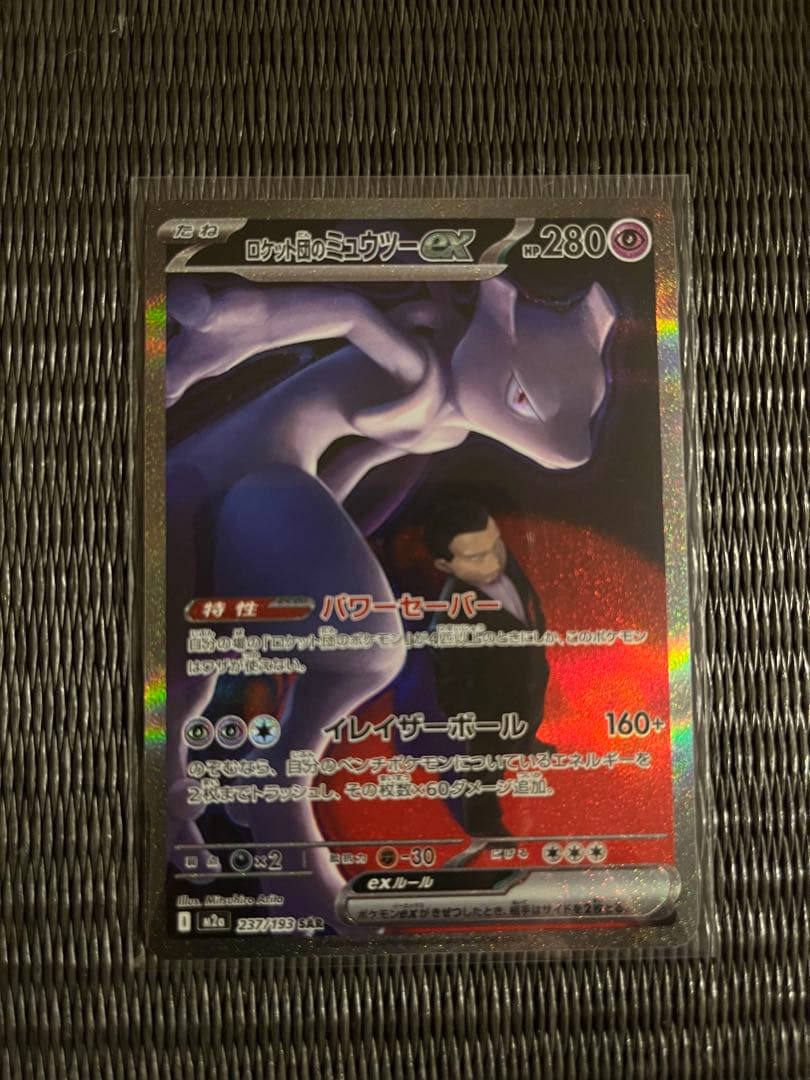 たね
ロケット団のミュウツーex
HP280
特性 パワーセーバー
自分の場の「ロケット団のポケモン」が4匹以上のときにしか、このポケモン
はワザが使えない。
イレイザーボール 160+
のぞむなら、自分のベンチポケモンについているエネルギーを
2枚までトラッシュし、その枚数×60ダメージ追加。
弱点 ×2 抵抗力 -30 にげる
exルール
ポケモンexがきぜつしたとき、相手はサイドを2枚とる。
Illus. Mitsuhiro Arita
I M2a 237/193 SAR